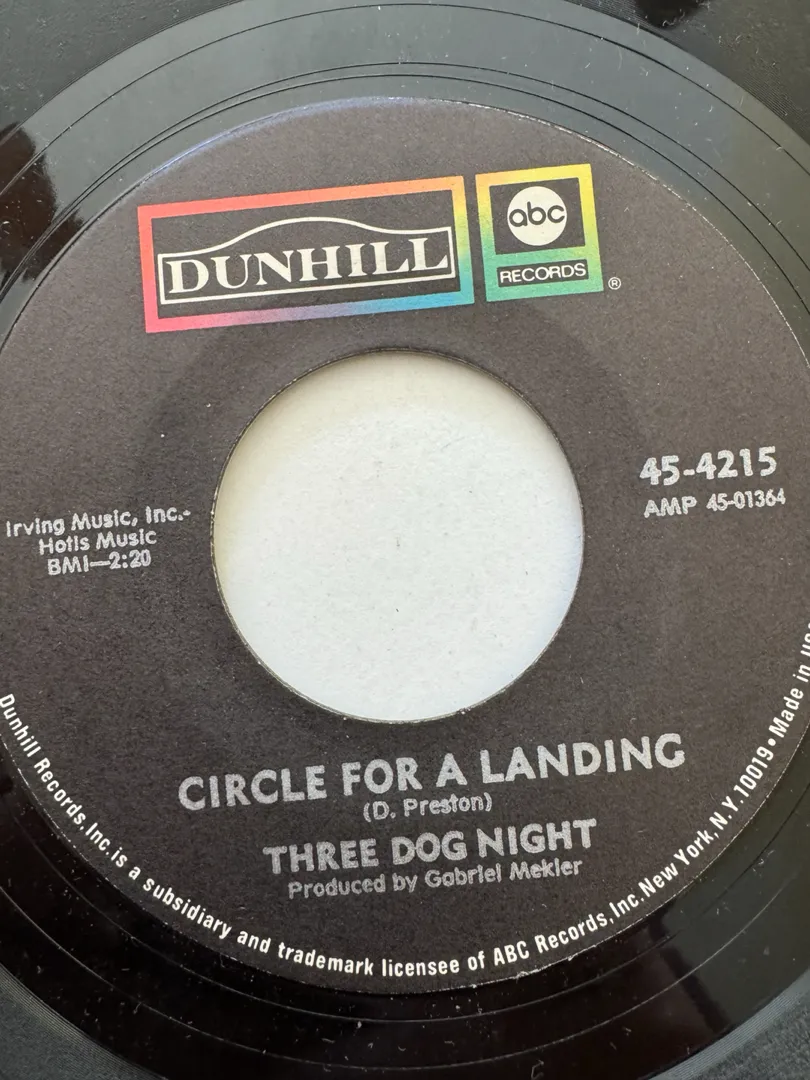 DUNHILL
abc
RECORDS
®
45-4215
AMP 45-01364
Irving Music, Inc.-
Hotis Music
BMI—2:20
CIRCLE FOR A LANDING
(D. Preston)
THREE DOG NIGHT
Produced by Gabriel Mekler
Dunhill Records, Inc. is a subsidiary and trademark licensee of ABC Records, Inc. New York, N.Y. 10019 • Made in